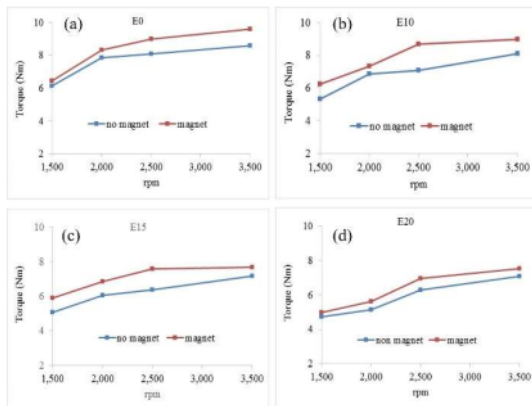 (a)
E0
Torque (Nm)
10
8
6
4
2
no magnet
magnet
1,500
2,000
2,500
3,000
3,500
rpm
(b)
E10
Torque (Nm)
10
8
6
4
2
no magnet
magnet
1,500
2,000
2,500
3,000
3,500
rpm
(c)
E15
Torque (Nm)
10
8
6
4
2
no magnet
magnet
1,500
2,000
2,500
3,000
3,500
rpm
(d)
E20
Torque (Nm)
10
8
6
4
2
non magnet
magnet
1,500
2,000
2,500
3,000
3,500
rpm